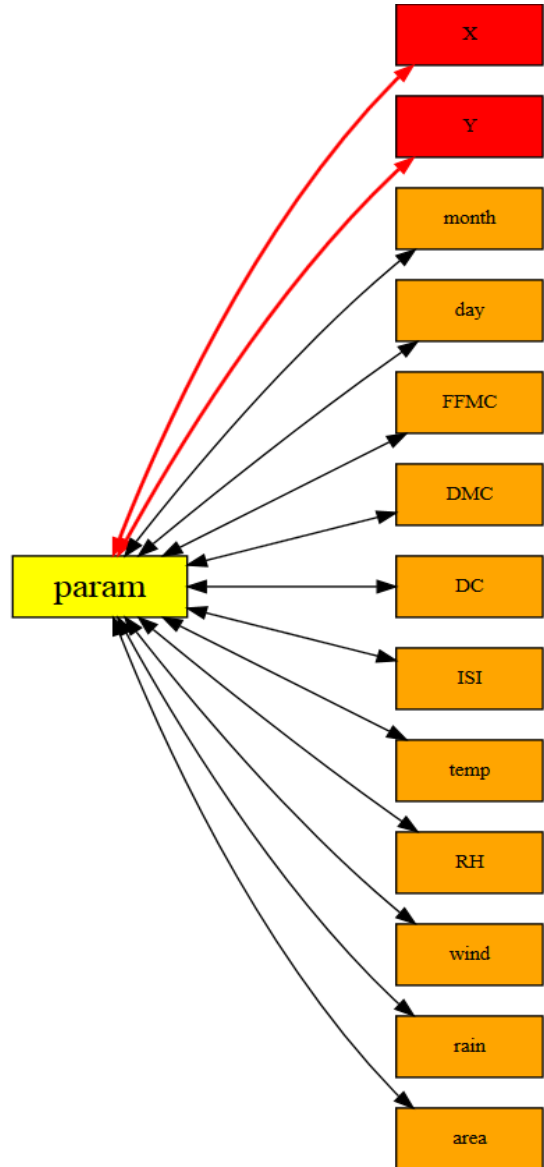 X
Y
month
day
FFMC
DMC
param
DC
ISI
temp
RH
wind
rain
area